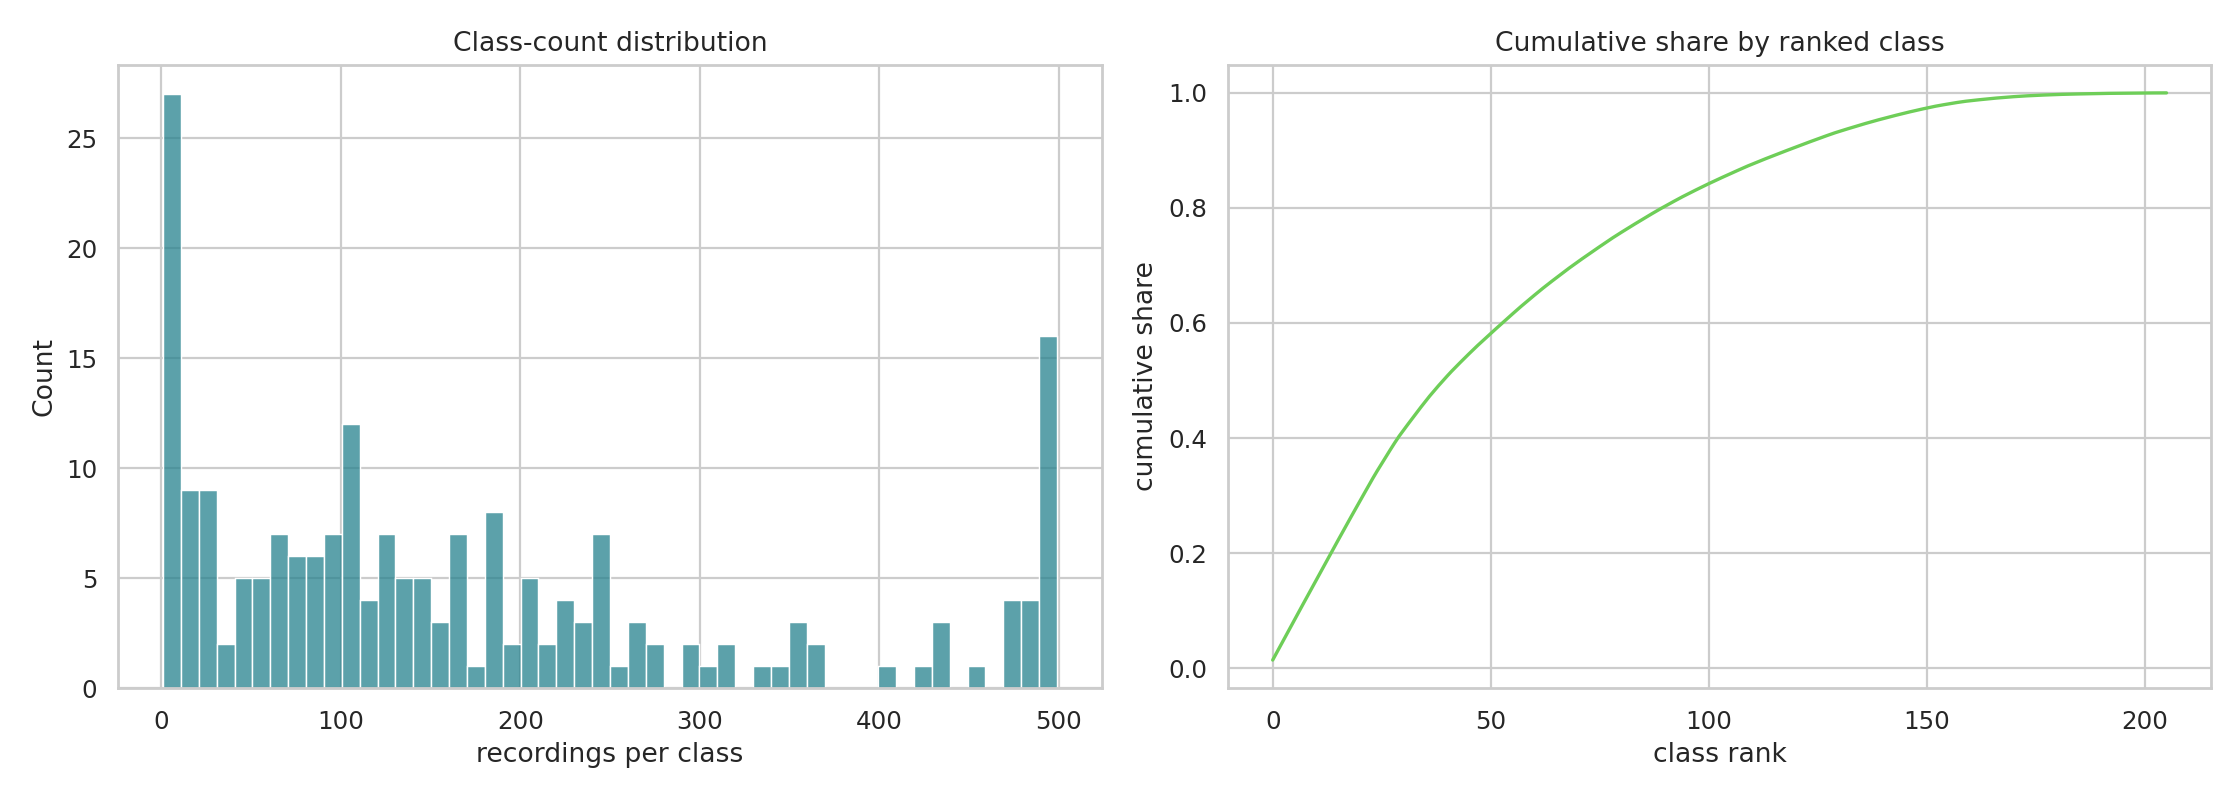 Class-count distribution
Count
25
20
15
10
5
0
0 100 200 300 400 500
recordings per class
Cumulative share by ranked class
cumulative share
1.0
0.8
0.6
0.4
0.2
0.0
0 50 100 150 200
class rank